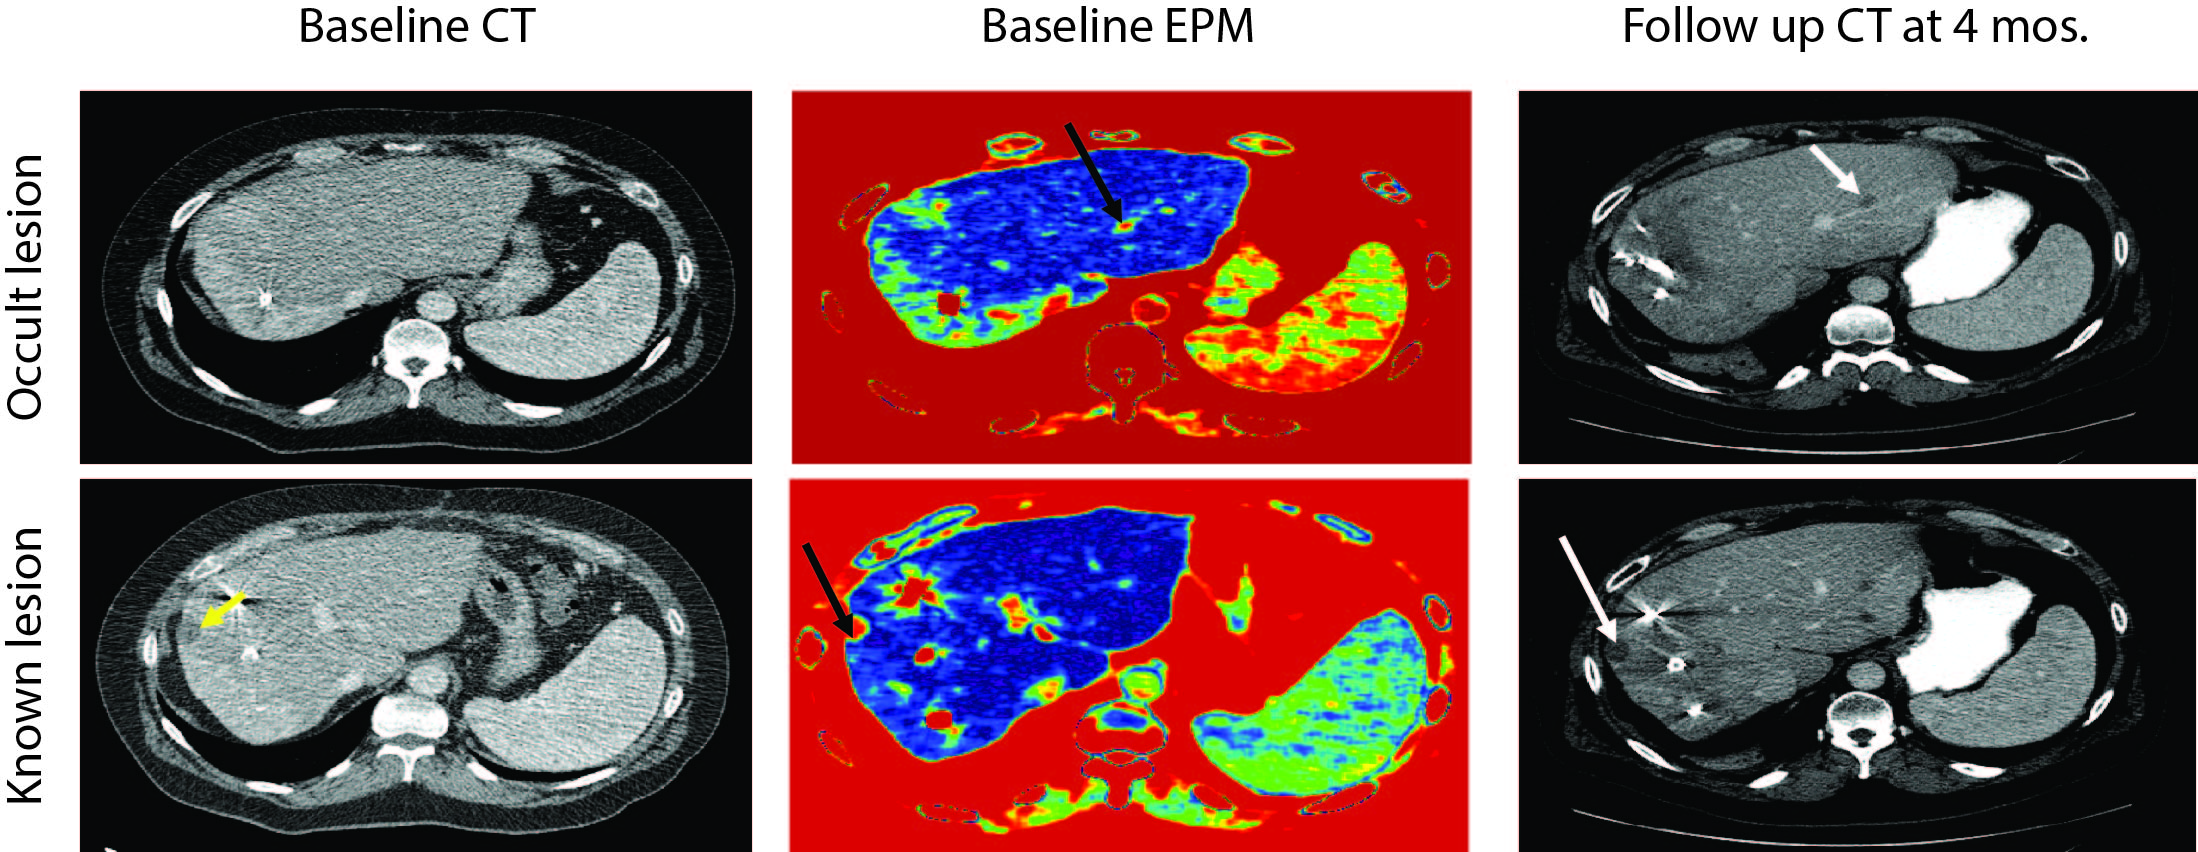 Baseline CT
Baseline EPM
Follow up CT at 4 mos.
Occult lesion
Known lesion